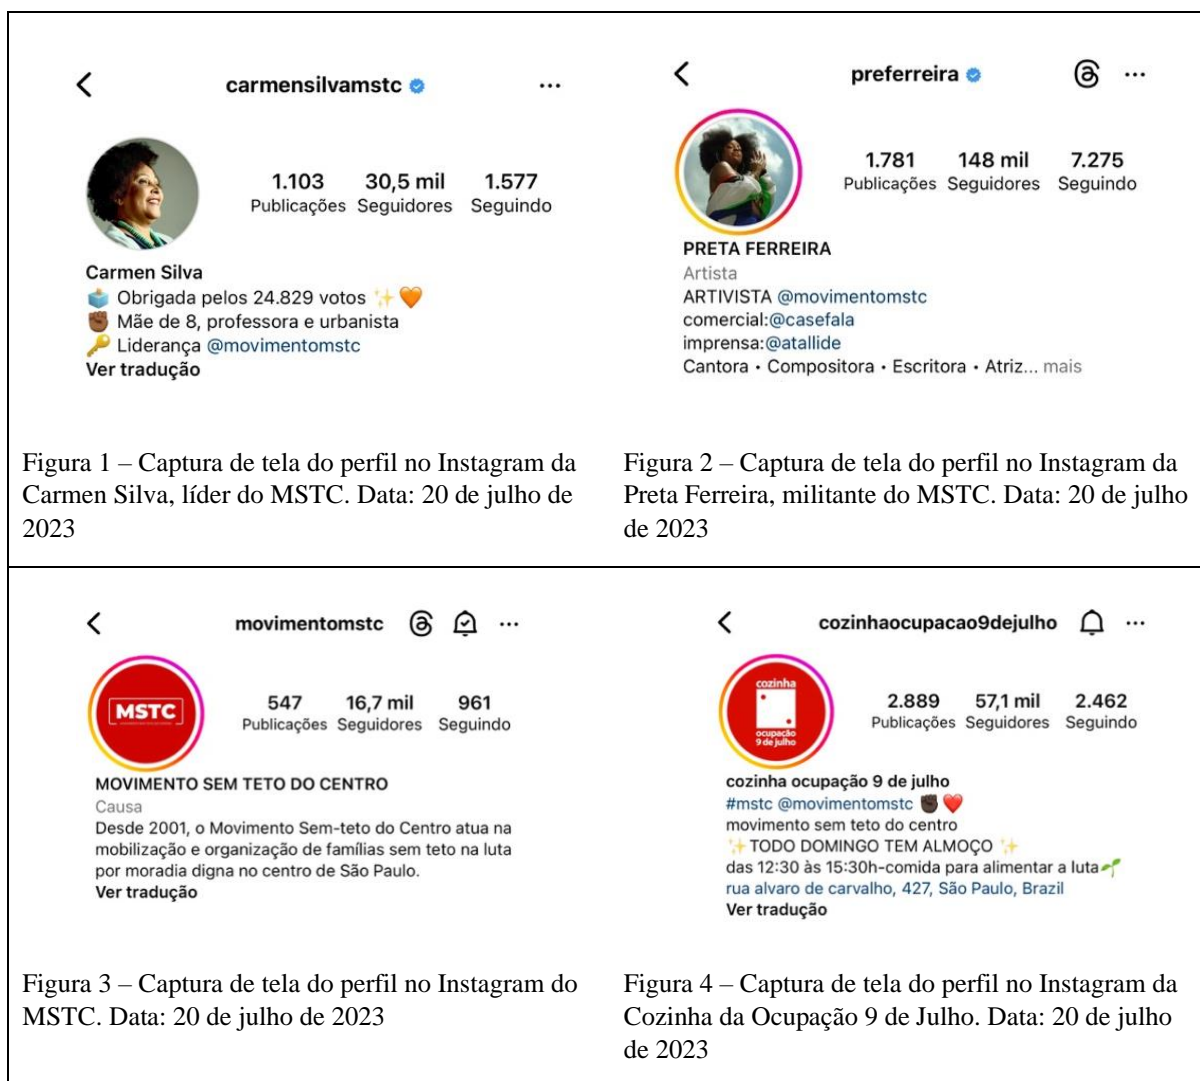 carmensilvamstc
1.103 30,5 mil 1.577
Publicações Seguidores Seguindo
Carmen Silva
Obrigada pelos 24.829 votos
Mãe de 8, professora e urbanista
Liderança @movimentomstc
Ver tradução
Figura 1 – Captura de tela do perfil no Instagram da
Carmen Silva, líder do MSTC. Data: 20 de julho de
2023
preferreira
1.781 148 mil 7.275
Publicações Seguidores Seguindo
PRETA FERREIRA
Artista
ARTIVISTA @movimentomstc
comercial:@casefala
imprensa:@atallide
Cantora • Compositora • Escritora • Atriz... mais
Figura 2 – Captura de tela do perfil no Instagram da
Preta Ferreira, militante do MSTC. Data: 20 de julho
de 2023
movimentomstc
MSTC
547 16,7 mil 961
Publicações Seguidores Seguindo
MOVIMENTO SEM TETO DO CENTRO
Causa
Desde 2001, o Movimento Sem-teto do Centro atua na
mobilização e organização de famílias sem teto na luta
por moradia digna no centro de São Paulo.
Ver tradução
Figura 3 – Captura de tela do perfil no Instagram do
MSTC. Data: 20 de julho de 2023
cozinhaocupacao9dejulho
cozinha
ocupação
9 de julho
2.889 57,1 mil 2.462
Publicações Seguidores Seguindo
cozinha ocupação 9 de julho
#mstc @movimentomstc
movimento sem teto do centro
TODO DOMINGO TEM ALMOÇO
das 12:30 às 15:30h-comida para alimentar a luta
rua alvaro de carvalho, 427, São Paulo, Brazil
Ver tradução
Figura 4 – Captura de tela do perfil no Instagram da
Cozinha da Ocupação 9 de Julho. Data: 20 de julho
de 2023